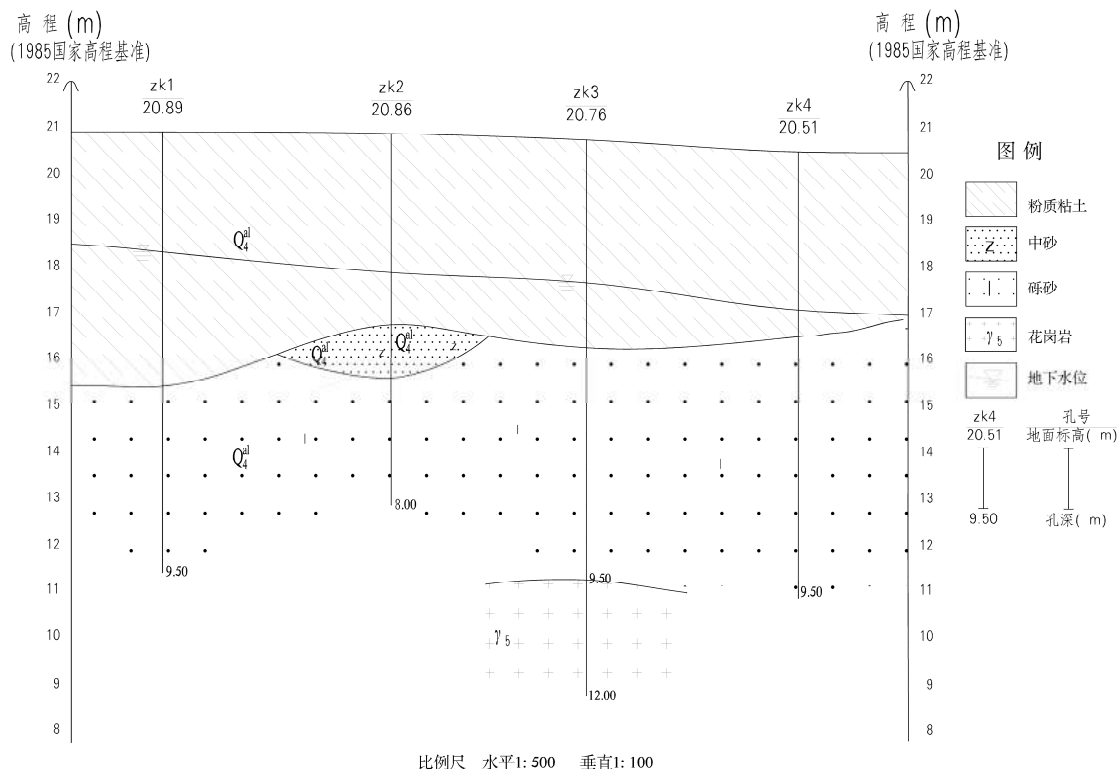 高 程 (m)
(1985国家高程基准)
高 程 (m)
(1985国家高程基准)
22
21
20
19
18
17
16
15
14
13
12
11
10
9
8
zk1
20.89
zk2
20.86
zk3
20.76
zk4
20.51
Q4al
Q4al
Q4al
Q4al
z
z
9.50
8.00
9.50
12.00
9.50
γ5
22
21
20
19
18
17
16
15
14
13
12
11
10
9
8
图 例
粉质粘土
z
中砂
砾砂
γ5
花岗岩
地下水位
zk4
20.51
孔号
地面标高( m)
9.50
孔深( m)
比例尺 水平1: 500 垂直1: 100